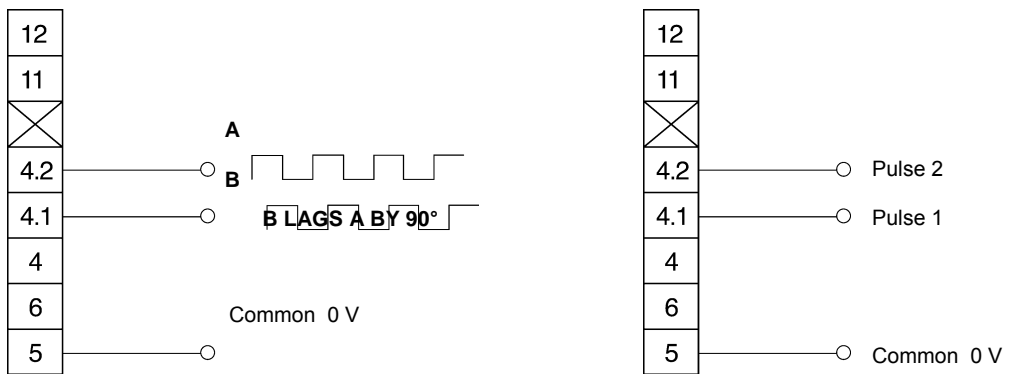 12
11
A
4.2
B
4.1
B LAGS A BY 90°
4
6
Common 0 V
5
12
11
4.2 Pulse 2
4.1 Pulse 1
4
6
5 Common 0 V